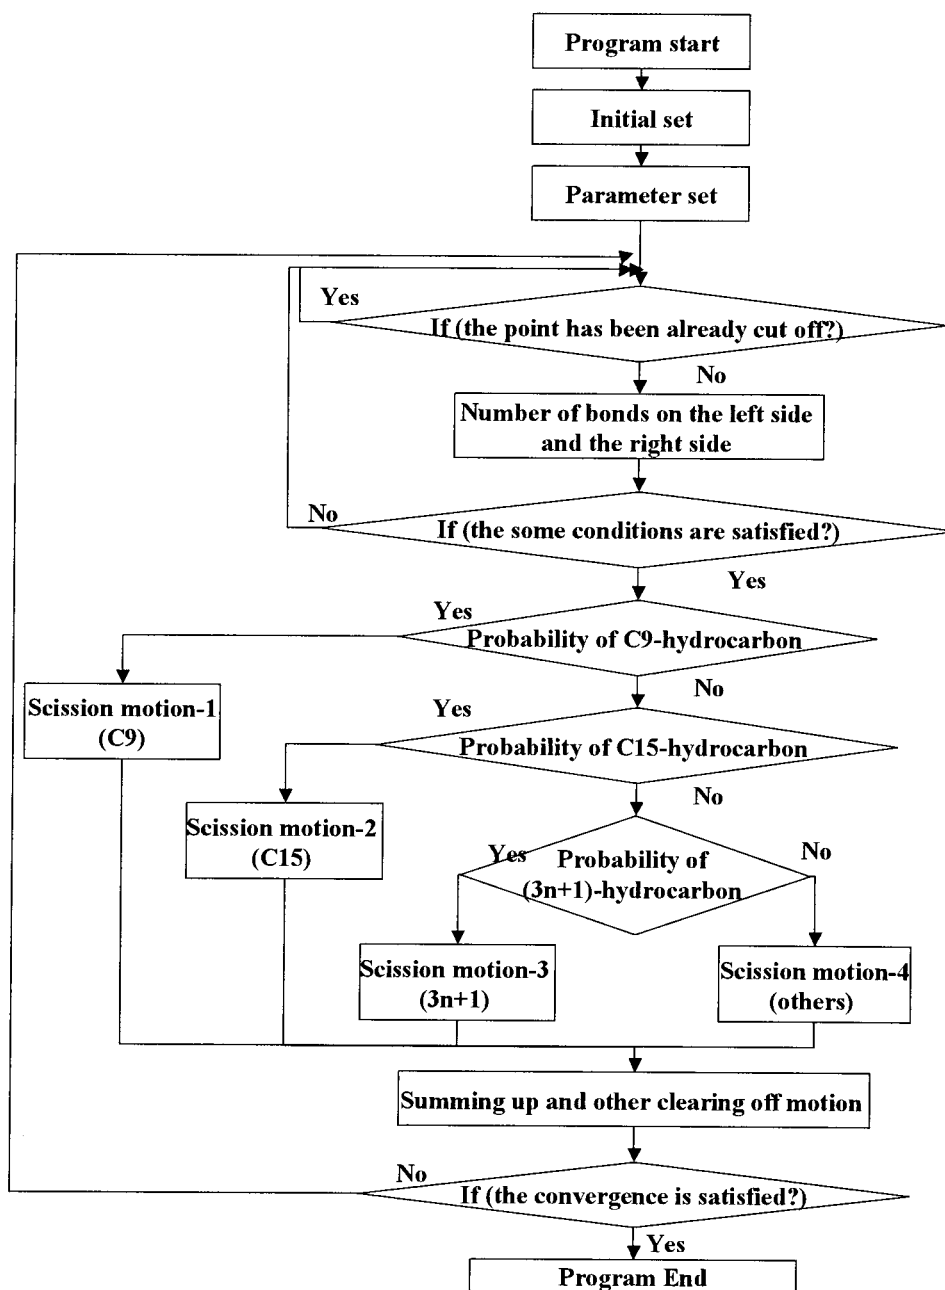 Program start
Initial set
Parameter set
Yes
If (the point has been already cut off?)
No
Number of bonds on the left side
and the right side
No
If (the some conditions are satisfied?)
Yes
Yes
Probability of C9-hydrocarbon
No
Scission motion-1
(C9)
Yes
Probability of C15-hydrocarbon
No
Scission motion-2
(C15)
Yes
Probability of
(3n+1)-hydrocarbon
No
Scission motion-3
(3n+1)
Scission motion-4
(others)
Summing up and other clearing off motion
No
If (the convergence is satisfied?)
Yes
Program End